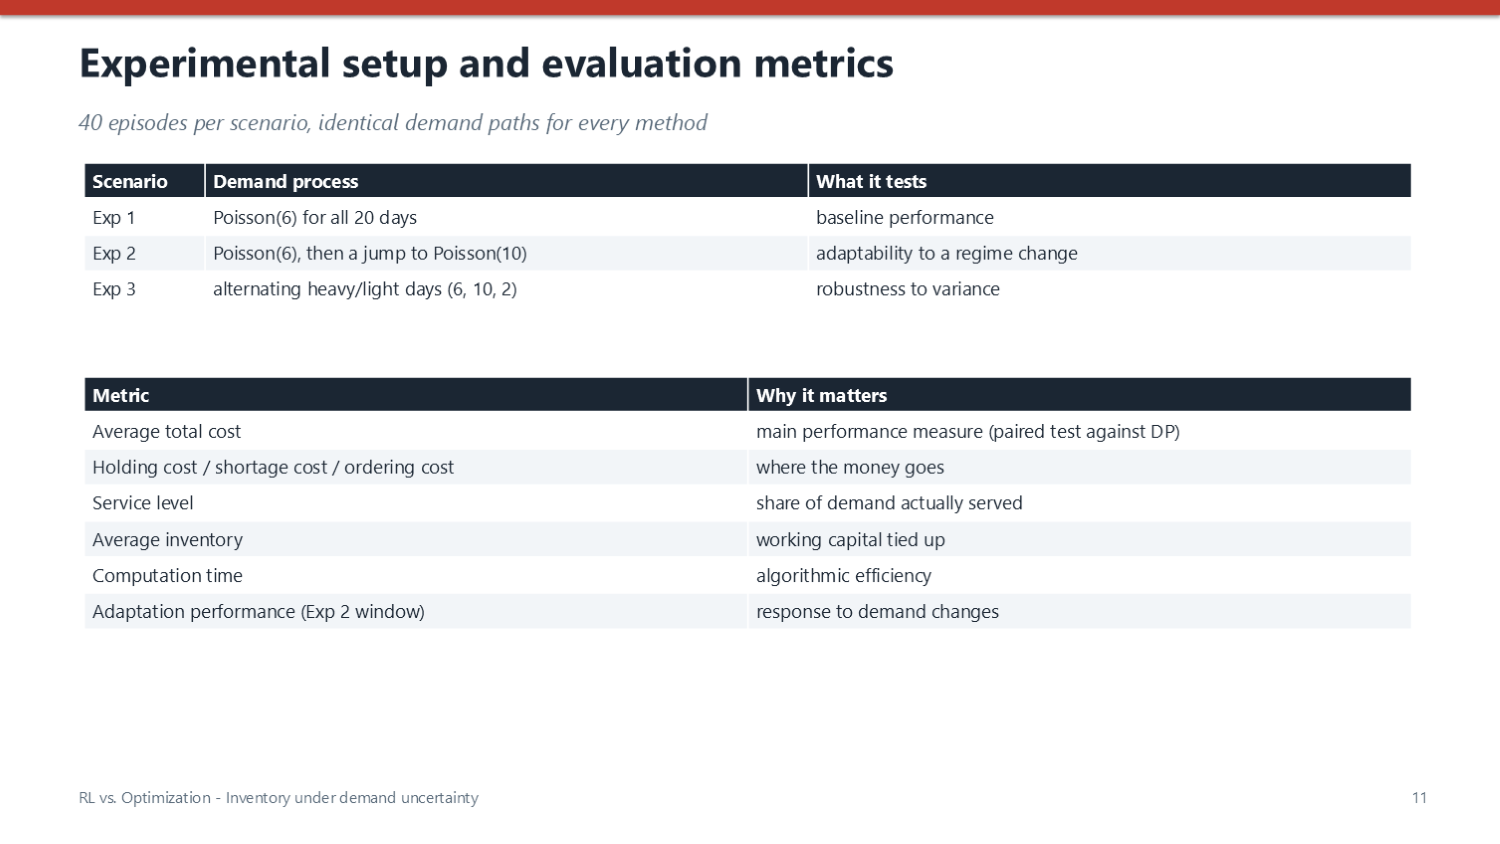 Experimental setup and evaluation metrics
40 episodes per scenario, identical demand paths for every method
Scenario Demand process What it tests
Exp 1 Poisson(6) for all 20 days baseline performance
Exp 2 Poisson(6), then a jump to Poisson(10) adaptability to a regime change
Exp 3 alternating heavy/light days (6, 10, 2) robustness to variance
Metric Why it matters
Average total cost main performance measure (paired test against DP)
Holding cost / shortage cost / ordering cost where the money goes
Service level share of demand actually served
Average inventory working capital tied up
Computation time algorithmic efficiency
Adaptation performance (Exp 2 window) response to demand changes
RL vs. Optimization - Inventory under demand uncertainty 11